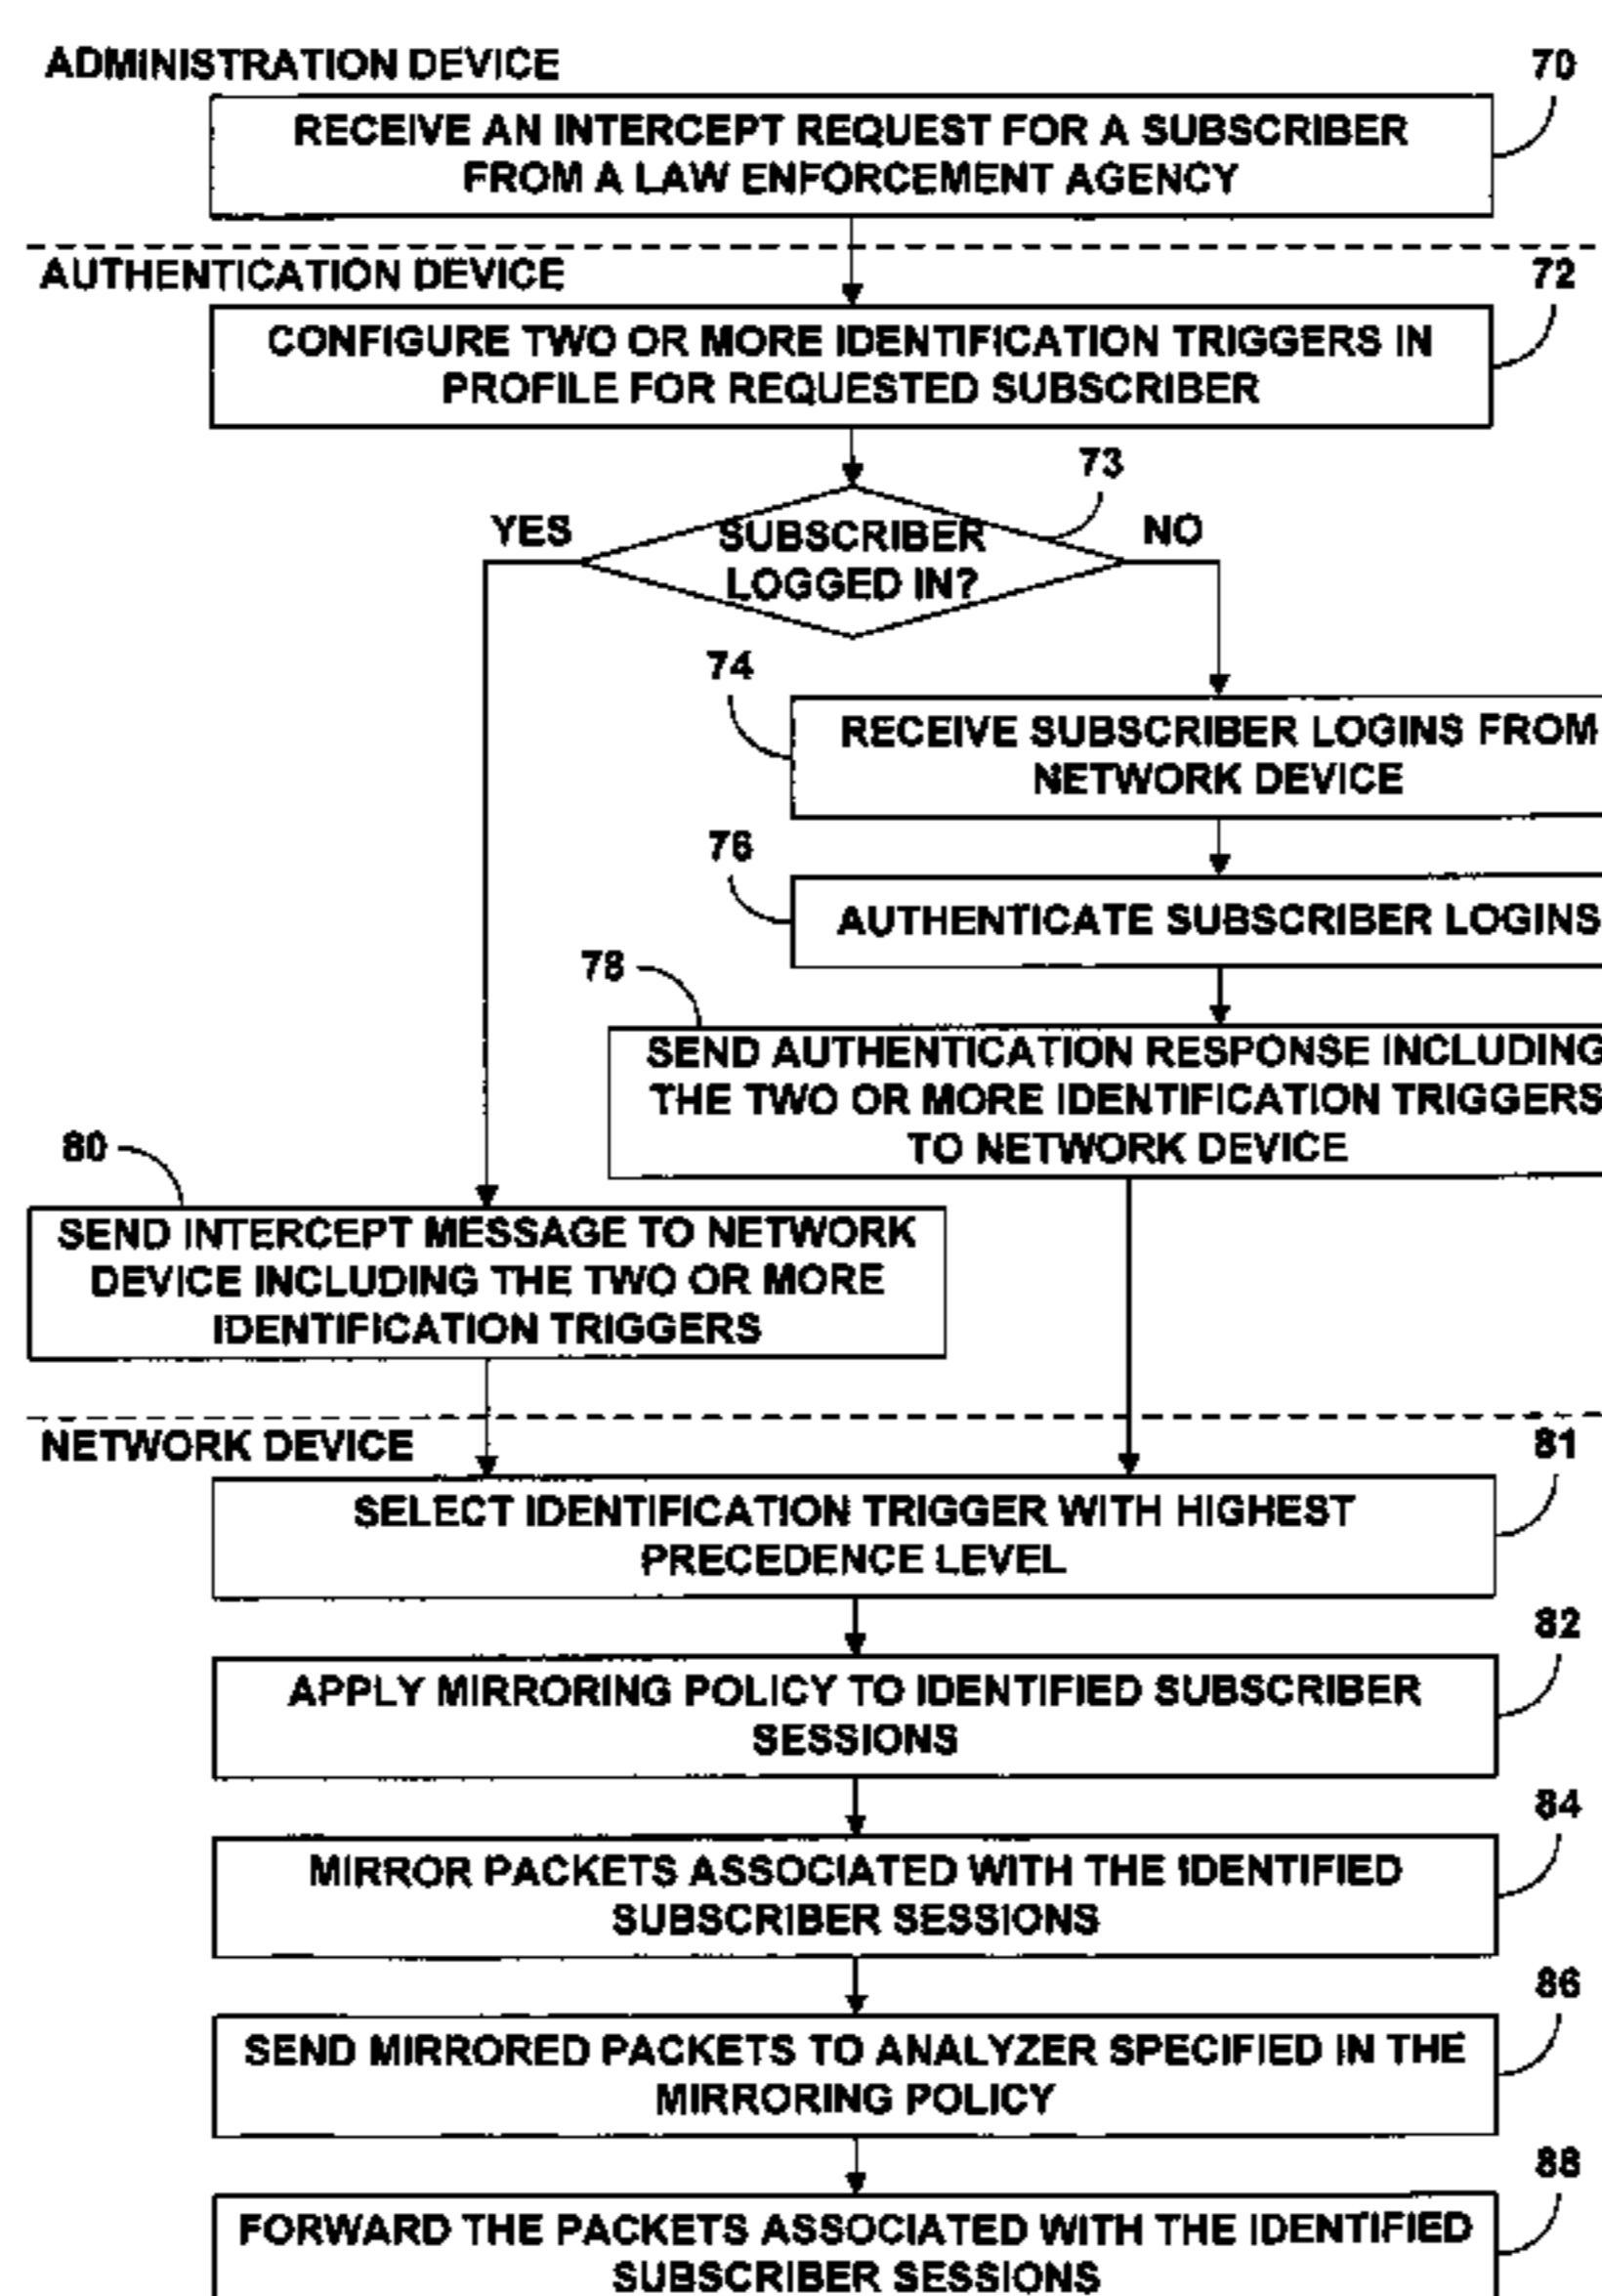 ADMINISTRATION DEVICE
70
RECEIVE AN INTERCEPT REQUEST FOR A SUBSCRIBER
FROM A LAW ENFORCEMENT AGENCY
AUTHENTICATION DEVICE
72
CONFIGURE TWO OR MORE IDENTIFICATION TRIGGERS IN
PROFILE FOR REQUESTED SUBSCRIBER
73
YES
NO
SUBSCRIBER
LOGGED IN?
74
RECEIVE SUBSCRIBER LOGINS FROM
NETWORK DEVICE
76
AUTHENTICATE SUBSCRIBER LOGINS
78
SEND AUTHENTICATION RESPONSE INCLUDING
THE TWO OR MORE IDENTIFICATION TRIGGERS
TO NETWORK DEVICE
80
SEND INTERCEPT MESSAGE TO NETWORK
DEVICE INCLUDING THE TWO OR MORE
IDENTIFICATION TRIGGERS
NETWORK DEVICE
81
SELECT IDENTIFICATION TRIGGER WITH HIGHEST
PRECEDENCE LEVEL
82
APPLY MIRRORING POLICY TO IDENTIFIED SUBSCRIBER
SESSIONS
84
MIRROR PACKETS ASSOCIATED WITH THE IDENTIFIED
SUBSCRIBER SESSIONS
86
SEND MIRRORED PACKETS TO ANALYZER SPECIFIED IN THE
MIRRORING POLICY
88
FORWARD THE PACKETS ASSOCIATED WITH THE IDENTIFIED
SUBSCRIBER SESSIONS